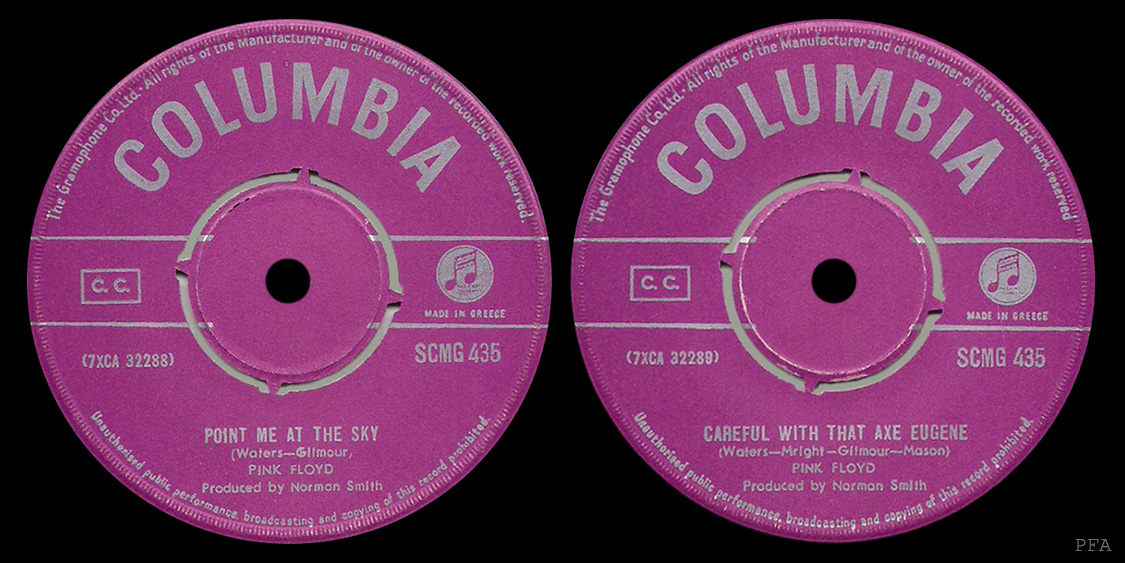 The Gramophone Co. Ltd. · All rights of the Manufacturer and of the owner of the recorded work reserved.
COLUMBIA
C. C.
MADE IN GREECE
(7XCA 32288)
SCMG 435
POINT ME AT THE SKY
(Waters—Gilmour,
PINK FLOYD
Produced by Norman Smith
Unauthorised public performance, broadcasting and copying of this record prohibited.
The Gramophone Co. Ltd. · All rights of the Manufacturer and of the owner of the recorded work reserved.
COLUMBIA
C. C.
MADE IN GREECE
(7XCA 32289)
SCMG 435
CAREFUL WITH THAT AXE EUGENE
(Waters—Mright—Gilmour—Mason)
PINK FLOYD
Produced by Norman Smith
Unauthorised public performance, broadcasting and copying of this record prohibited.
PFA